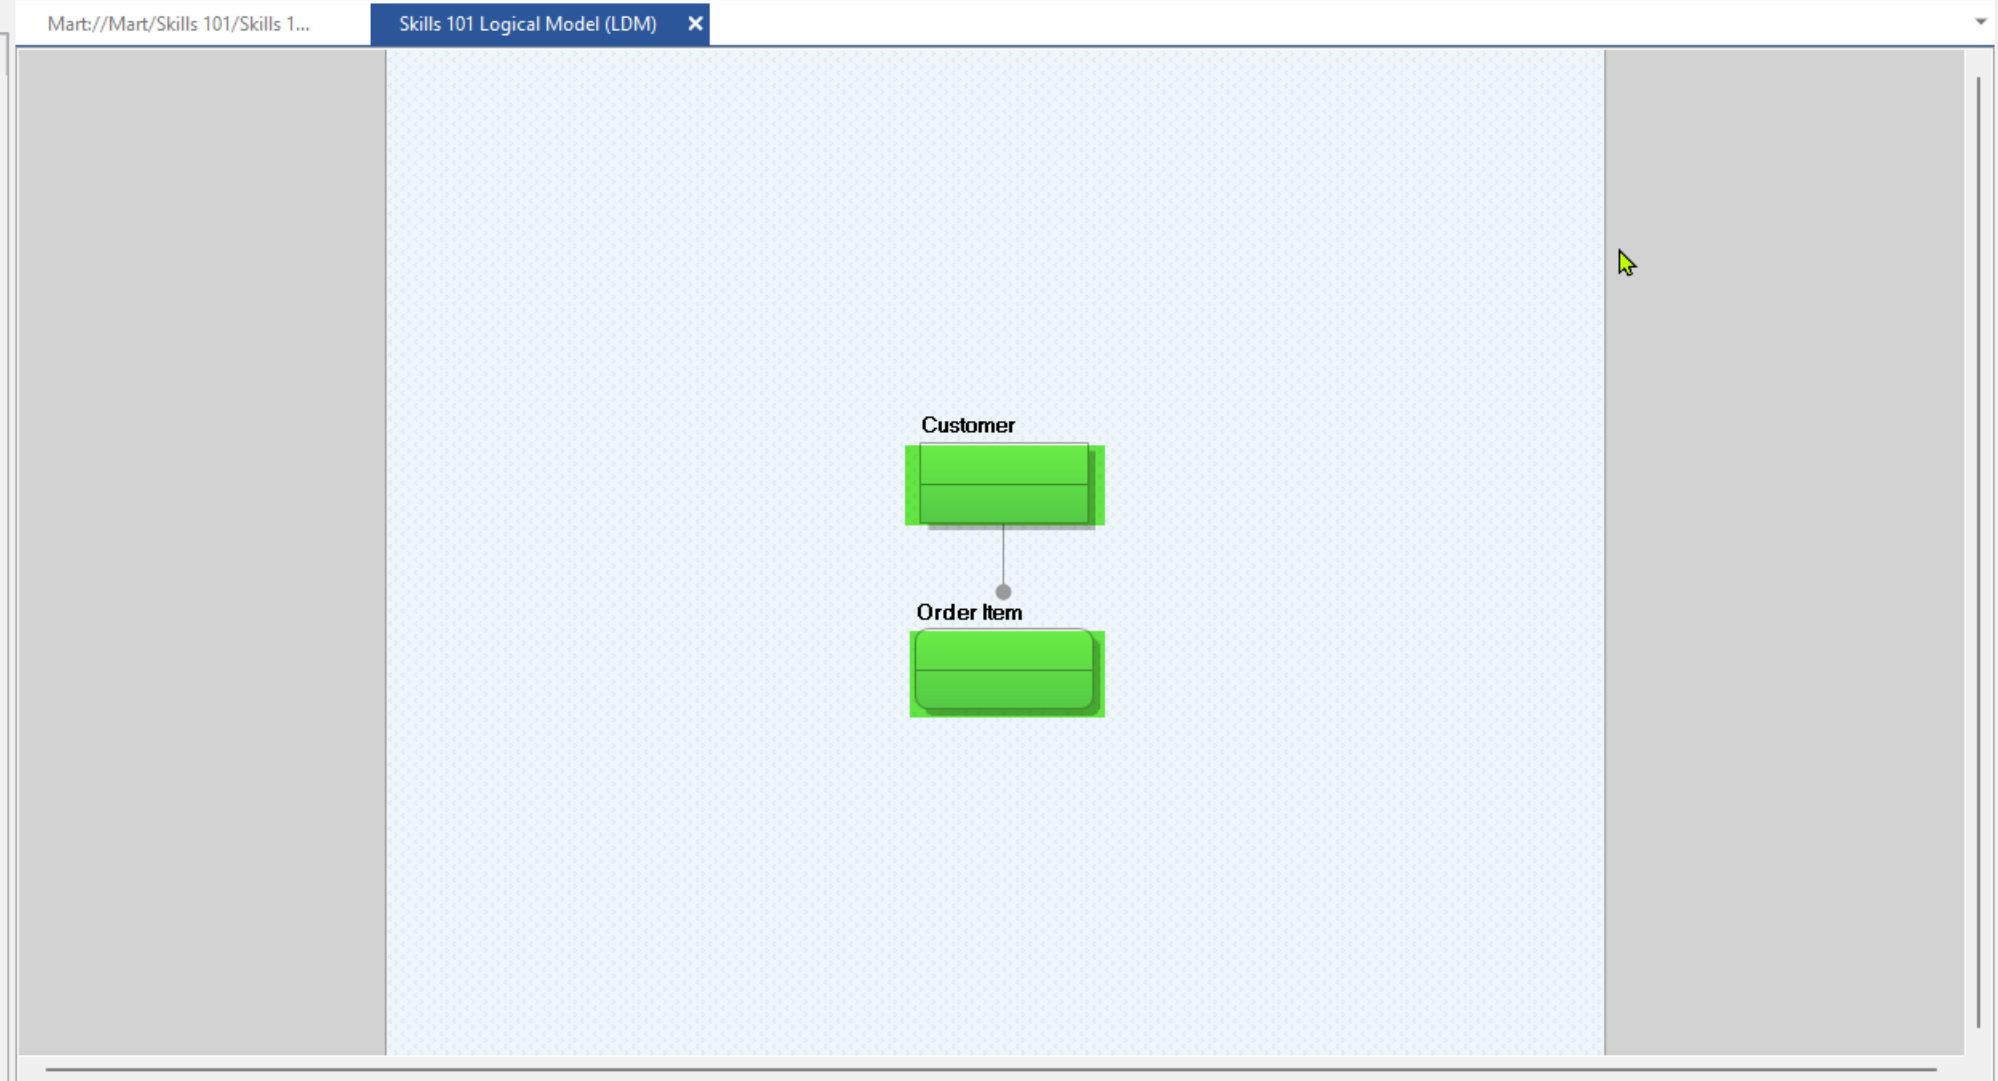 Mart://Mart/Skills 101/Skills 1...
Skills 101 Logical Model (LDM)
Customer
Order Item